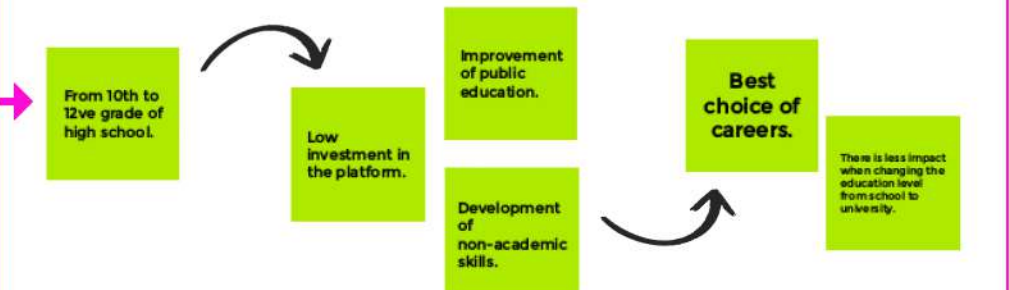 From 10th to
12ve grade of
high school.
Low
investment in
the platform.
Improvement
of public
education.
Development
of
non-academic
skills.
Best
choice of
careers.
There is less impact
when changing the
education level
from school to
university.